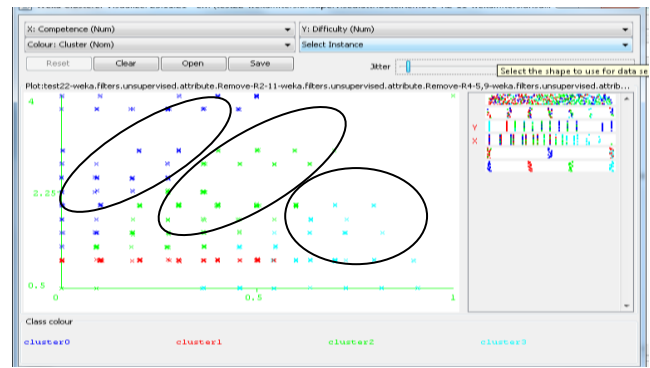 X: Competence (Num)
Y: Difficulty (Num)
Colour: Cluster (Nom)
Select Instance
Reset
Clear
Open
Save
Jitter
Select the shape to use for data se
Plot:test22-weka.filters.unsupervised.attribute.Remove-R2-11-weka.filters.unsupervised.attribute.Remove-R4-5,9-weka.filters.unsupervised.attrib...
4
2.25
0.5
0
0.5
1
Y
X
Class colour
cluster0
cluster1
cluster2
cluster3